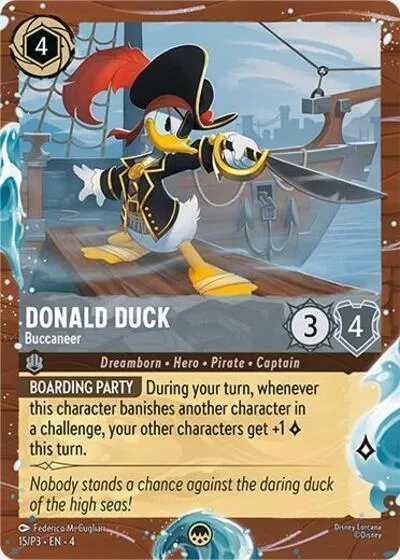 4
DONALD DUCK
Buccaneer
3
4
Dreamborn • Hero • Pirate • Captain
BOARDING PARTY During your turn, whenever
this character banishes another character in
a challenge, your other characters get +1
this turn.
Nobody stands a chance against the daring duck
of the high seas!
Federico M. Cugliari
15/P3 • EN • 4
Disney Lorcana
©Disney